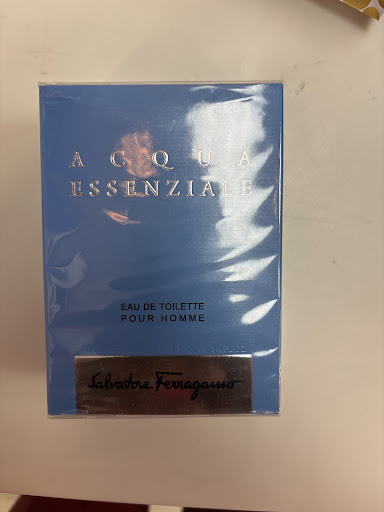 ACQUA
ESSENZIALE
EAU DE TOILETTE
POUR HOMME
Salvatore Ferragamo